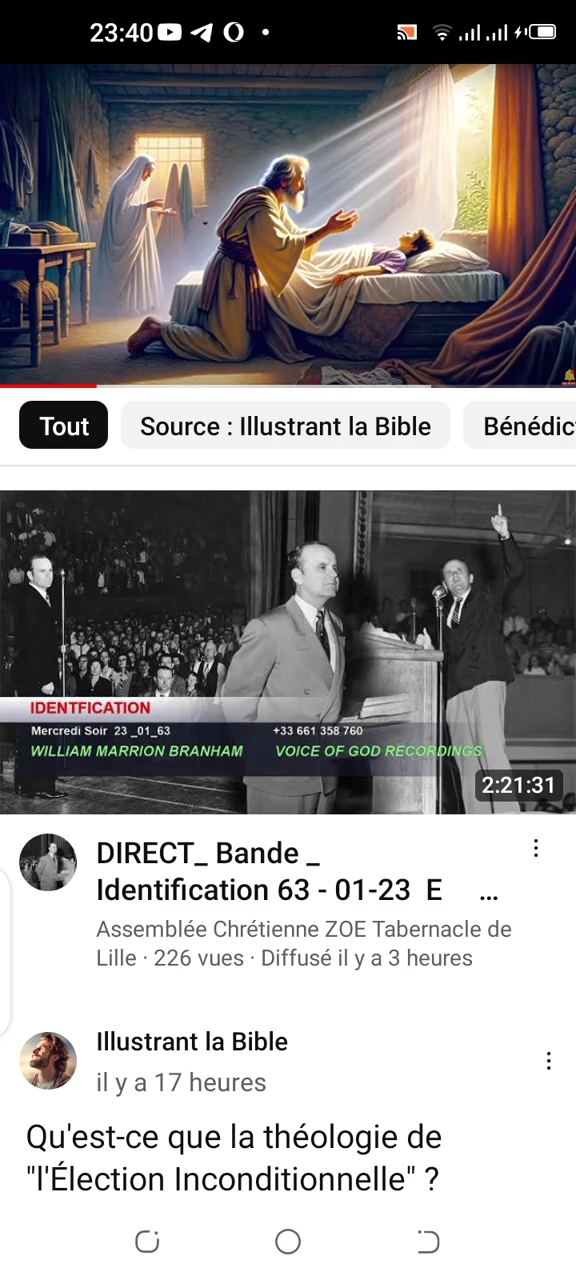 23:40
Tout
Source : Illustrant la Bible
Bénédic
IDENTFICATION
Mercredi Soir 23 _01_63
+33 661 358 760
WILLIAM MARRION BRANHAM
VOICE OF GOD RECORDINGS
2:21:31
DIRECT_ Bande _
Identification 63 - 01-23 E ...
Assemblée Chrétienne ZOE Tabernacle de
Lille · 226 vues · Diffusé il y a 3 heures
Illustrant la Bible
il y a 17 heures
Qu'est-ce que la théologie de
"l'Élection Inconditionnelle" ?